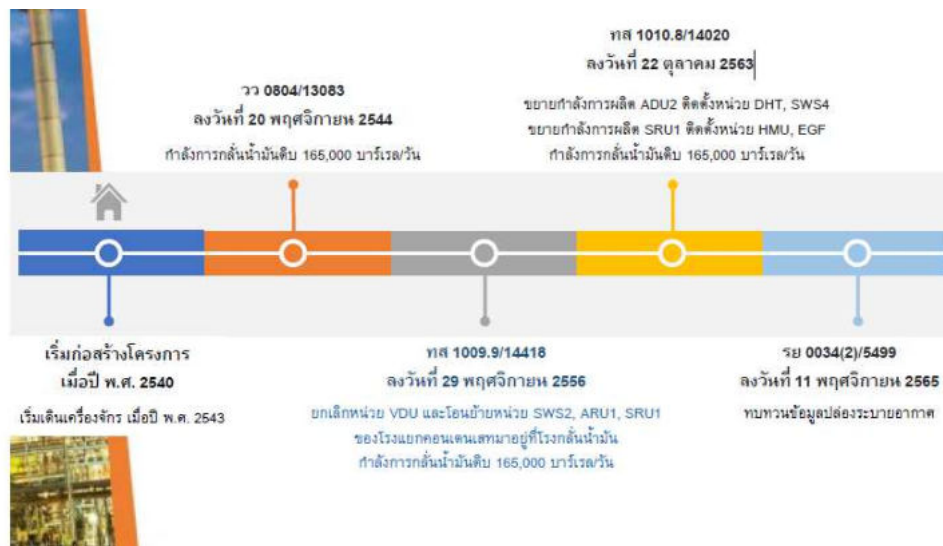 เริ่มก่อสร้างโครงการ
เมื่อปี พ.ศ. 2540
เริ่มเดินเครื่องจักร เมื่อปี พ.ศ. 2543
วว 0804/13083
ลงวันที่ 20 พฤศจิกายน 2544
กำลังการกลั่นน้ำมันดิบ 165,000 บาร์เรล/วัน
ทส 1009.9/14418
ลงวันที่ 29 พฤศจิกายน 2556
ยกเลิกหน่วย VDU และโอนย้ายหน่วย SWS2, ARU1, SRU1
ของโรงแยกคอนเดนเสทมาอยู่ที่โรงกลั่นน้ำมัน
กำลังการกลั่นน้ำมันดิบ 165,000 บาร์เรล/วัน
ทส 1010.8/14020
ลงวันที่ 22 ตุลาคม 2563
ขยายกำลังการผลิต ADU2 ติดตั้งหน่วย DHT, SWS4
ขยายกำลังการผลิต SRU1 ติดตั้งหน่วย HMU, EGF
กำลังการกลั่นน้ำมันดิบ 165,000 บาร์เรล/วัน
รย 0034(2)/5499
ลงวันที่ 11 พฤศจิกายน 2565
ทบทวนข้อมูลปล่องระบายอากาศ